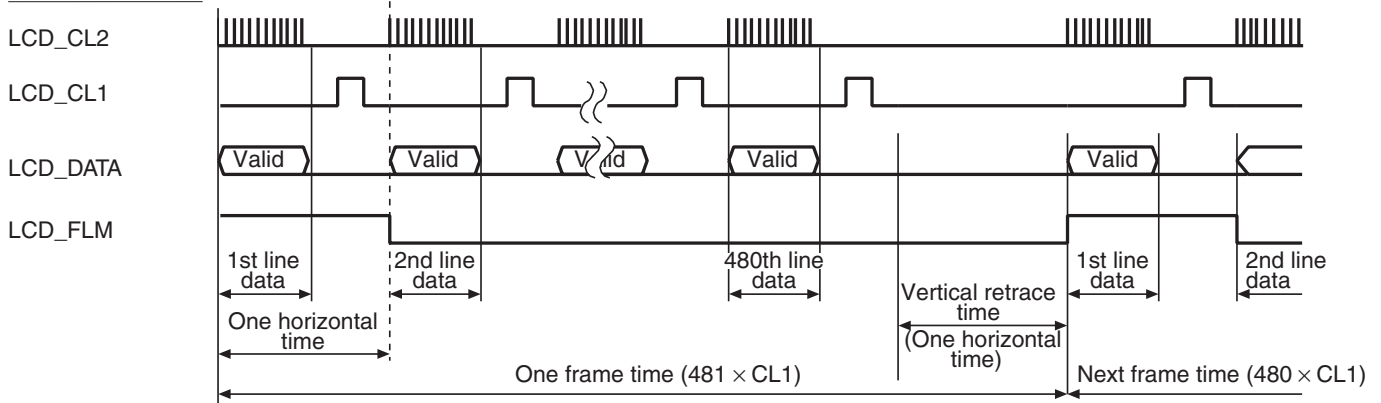 LCD_CL2
LCD_CL1
LCD_DATA
Valid
Valid
Valid
Valid
Valid
LCD_FLM
1st line
data
2nd line
data
480th line
data
1st line
data
2nd line
data
Vertical retrace
time
(One horizontal
time)
One horizontal
time
One frame time (481 × CL1)
Next frame time (480 × CL1)